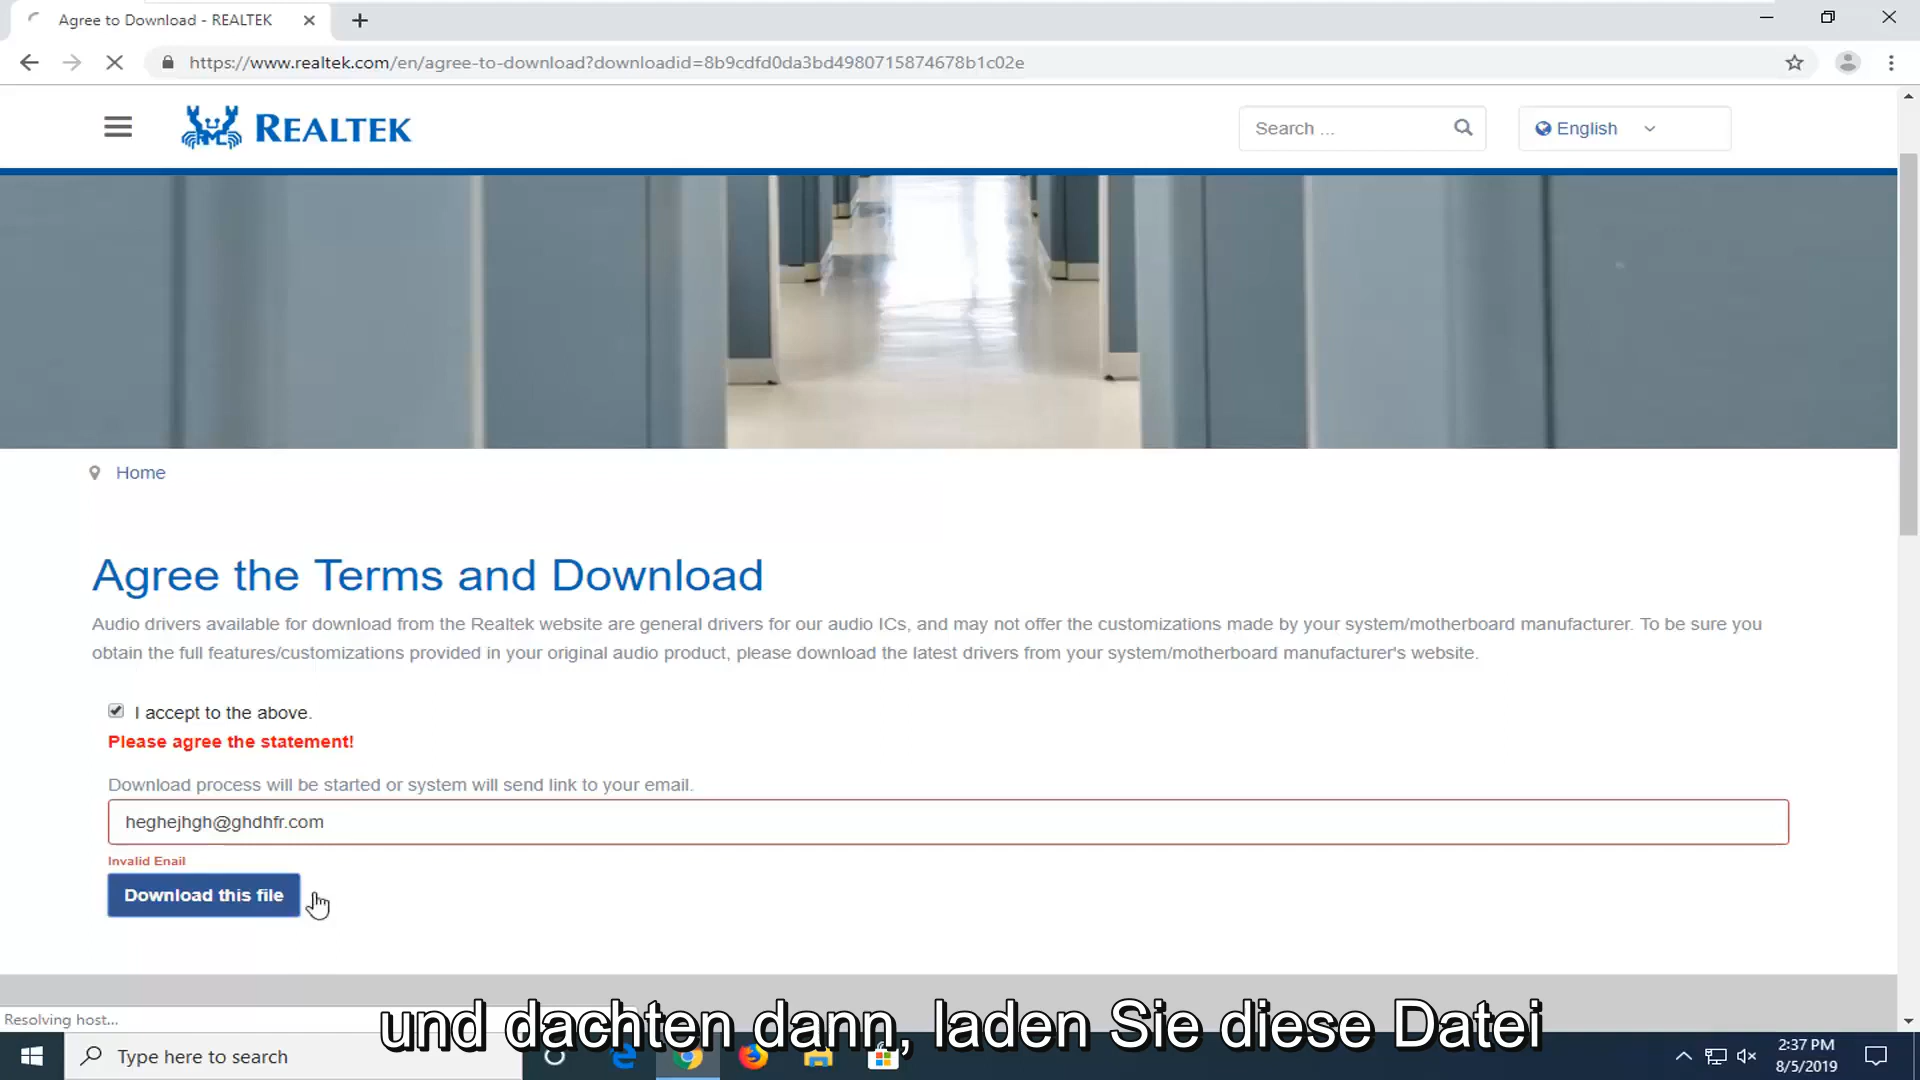 Agree to Download - REALTEK
https://www.realtek.com/en/agree-to-download?downloadid=8b9cdfd0da3bd4980715874678b1c02e
REALTEK
Search ...
English
Home
Agree the Terms and Download
Audio drivers available for download from the Realtek website are general drivers for our audio ICs, and may not offer the customizations made by your system/motherboard manufacturer. To be sure you
obtain the full features/customizations provided in your original audio product, please download the latest drivers from your system/motherboard manufacturer's website.
I accept to the above.
Please agree the statement!
Download process will be started or system will send link to your email.
heghejhgh@ghdhfr.com
Invalid Enail
Download this file
Resolving host...
und dachten dann, laden Sie diese Datei
Type here to search
2:37 PM
8/5/2019